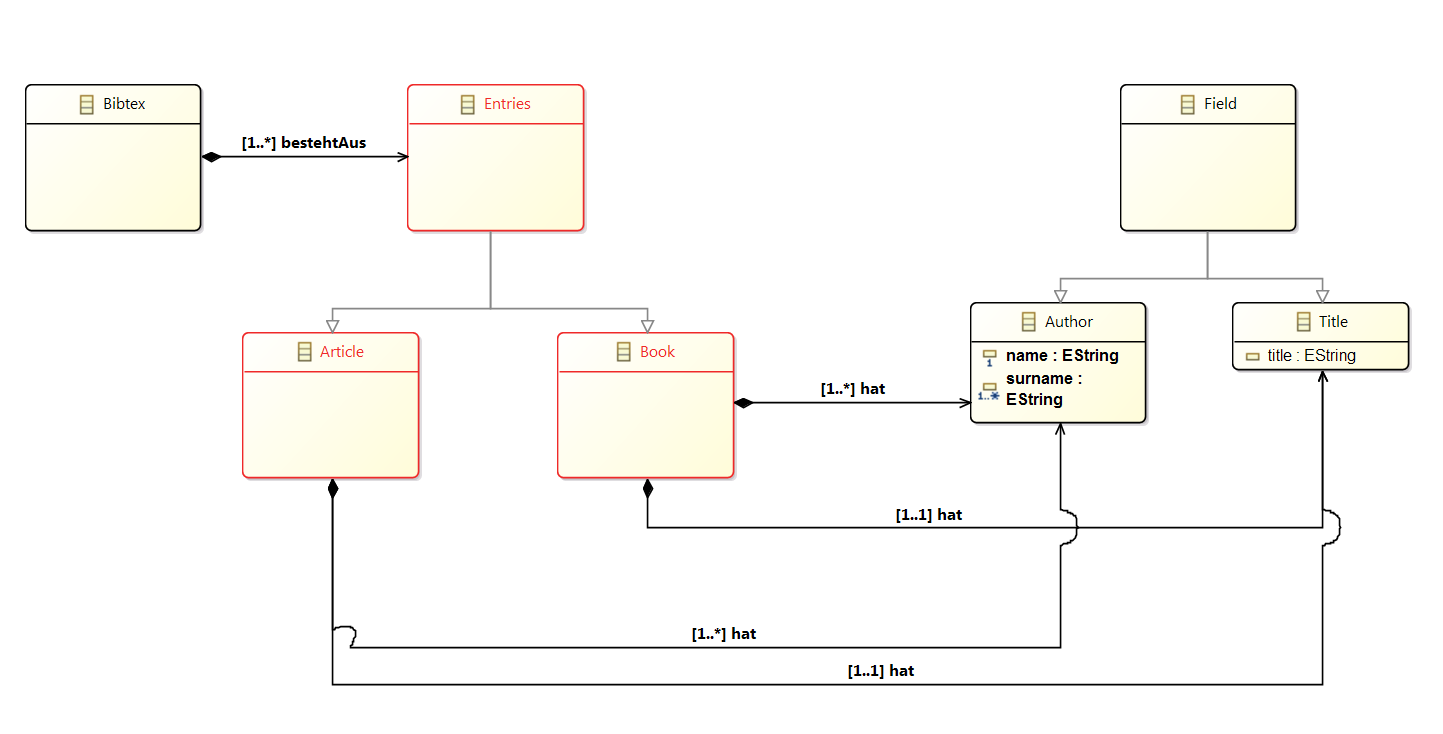 Bibtex
Entries
Field
[1..*] bestehtAus
Article
Book
Author
1 name : EString
1..* surname :
EString
Title
title : EString
[1..*] hat
[1..1] hat
[1..*] hat
[1..1] hat